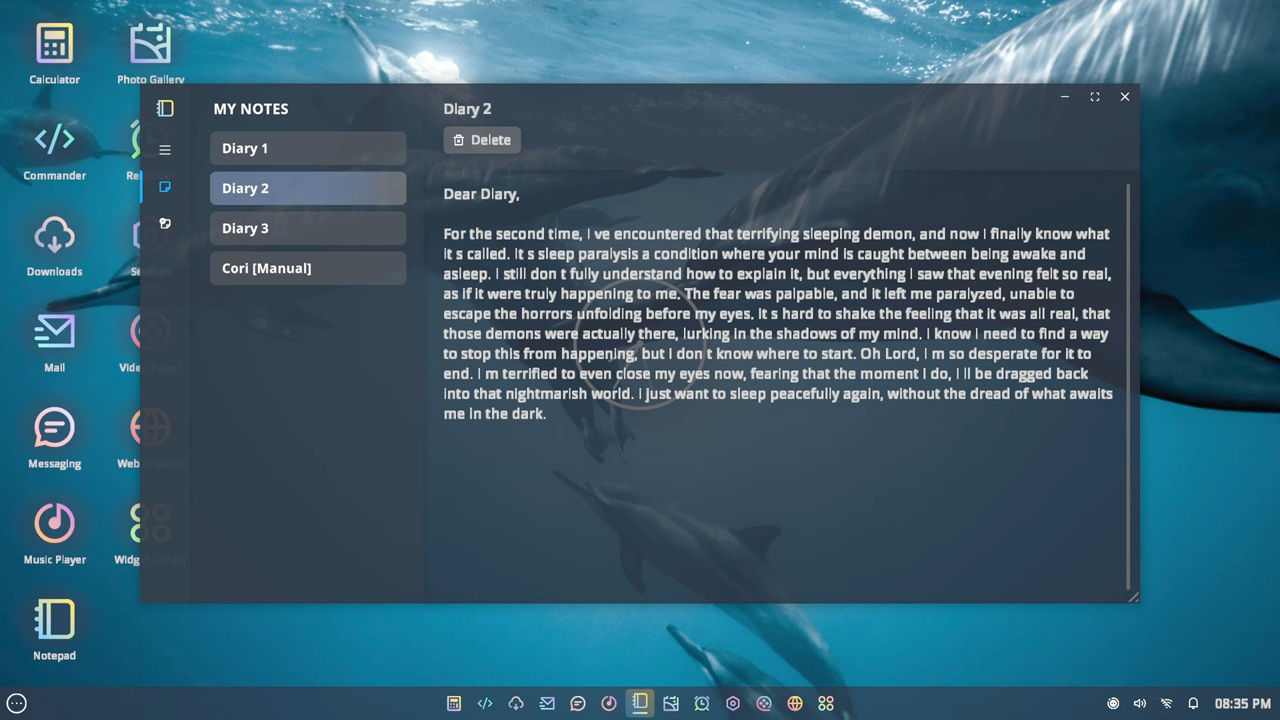 Calculator
Photo Gallery
Commander
Downloads
Mail
Messaging
Music Player
Notepad
MY NOTES
Diary 1
Diary 2
Diary 3
Cori [Manual]
Diary 2
Delete
Dear Diary,
For the second time, I ve encountered that terrifying sleeping demon, and now I finally know what
it s called. It s sleep paralysis a condition where your mind is caught between being awake and
asleep. I still don t fully understand how to explain it, but everything I saw that evening felt so real,
as if it were truly happening to me. The fear was palpable, and it left me paralyzed, unable to
escape the horrors unfolding before my eyes. It s hard to shake the feeling that it was all real, that
those demons were actually there, lurking in the shadows of my mind. I know I need to find a way
to stop this from happening, but I don t know where to start. Oh Lord, I m so desperate for it to
end. I m terrified to even close my eyes now, fearing that the moment I do, I ll be dragged back
into that nightmarish world. I just want to sleep peacefully again, without the dread of what awaits
me in the dark.
Video Player
Web Browser
Widget Library
08:35 PM